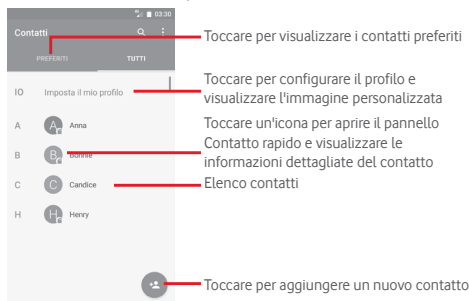 03:30
Contatti
Toccare per visualizzare i contatti preferiti
PREFERITI TUTTI
IO Imposta il mio profilo
Toccare per configurare il profilo e
visualizzare l'immagine personalizzata
A A Anna
Toccare un'icona per aprire il pannello
Contatto rapido e visualizzare le
informazioni dettagliate del contatto
B B Bonnie
C C Candice
Elenco contatti
H H Henry
Toccare per aggiungere un nuovo contatto